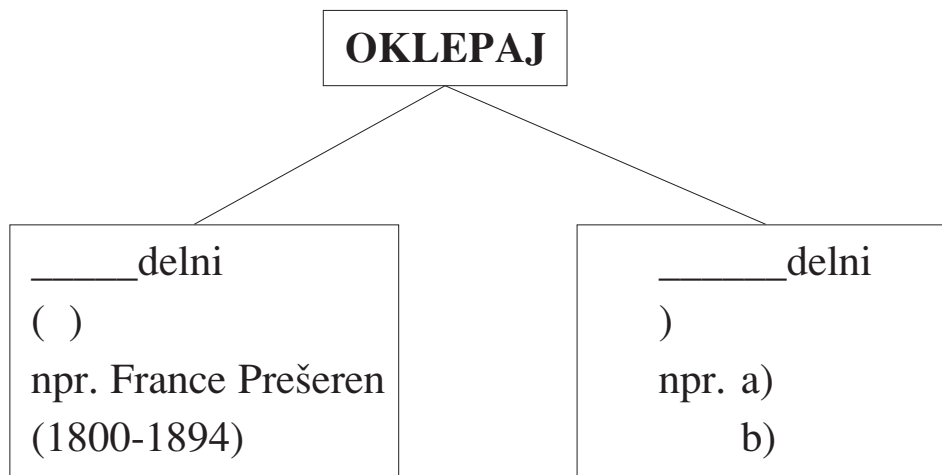 OKLEPAJ
_____delni
( )
npr. France Prešeren
(1800-1894)
______delni
)
npr. a)
b)